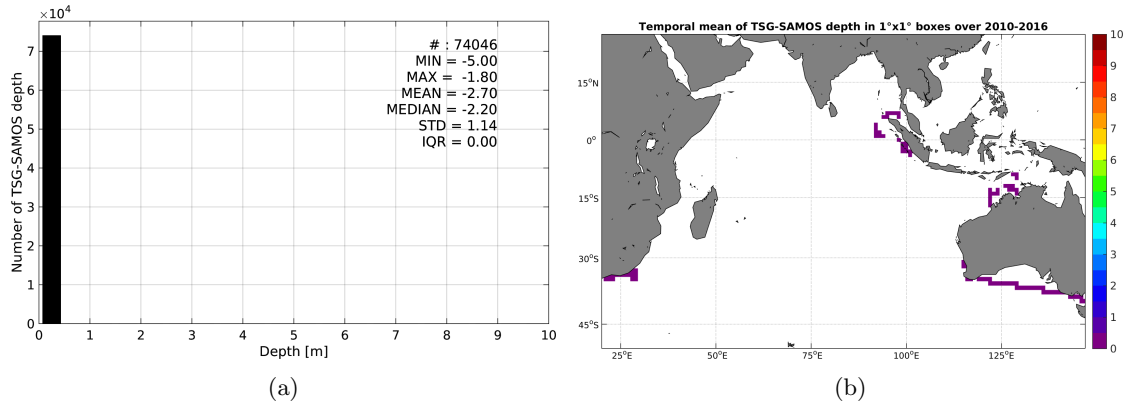 ×10⁴
7
6
5
4
3
2
1
0
Number of TSG-SAMOS depth
# : 74046
MIN = -5.00
MAX = -1.80
MEAN = -2.70
MEDIAN = -2.20
STD = 1.14
IQR = 0.00
0 1 2 3 4 5 6 7 8 9 10
Depth [m]
(a)
Temporal mean of TSG-SAMOS depth in 1°x1° boxes over 2010-2016
15°N
0°
15°S
30°S
45°S
25°E 50°E 75°E 100°E 125°E
10
9
8
7
6
5
4
3
2
1
0
(b)